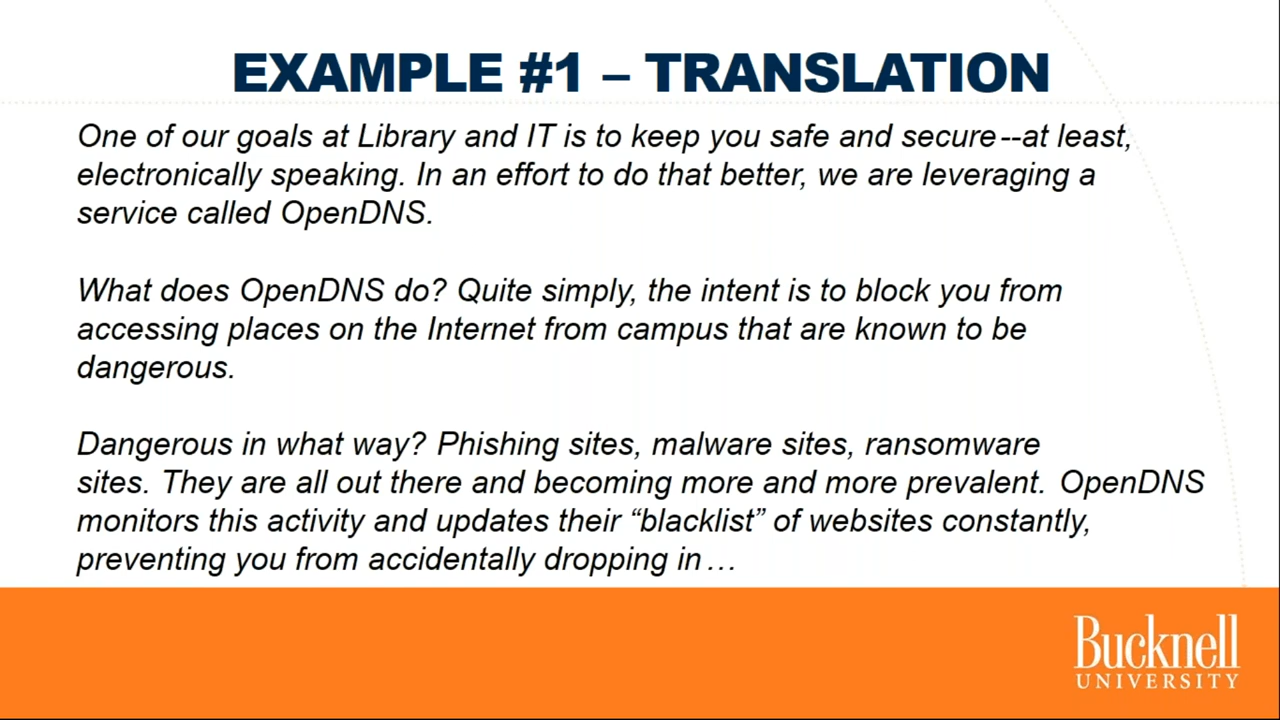 EXAMPLE #1 – TRANSLATION
One of our goals at Library and IT is to keep you safe and secure--at least,
electronically speaking. In an effort to do that better, we are leveraging a
service called OpenDNS.
What does OpenDNS do? Quite simply, the intent is to block you from
accessing places on the Internet from campus that are known to be
dangerous.
Dangerous in what way? Phishing sites, malware sites, ransomware
sites. They are all out there and becoming more and more prevalent. OpenDNS
monitors this activity and updates their “blacklist” of websites constantly,
preventing you from accidentally dropping in…
Bucknell
UNIVERSITY